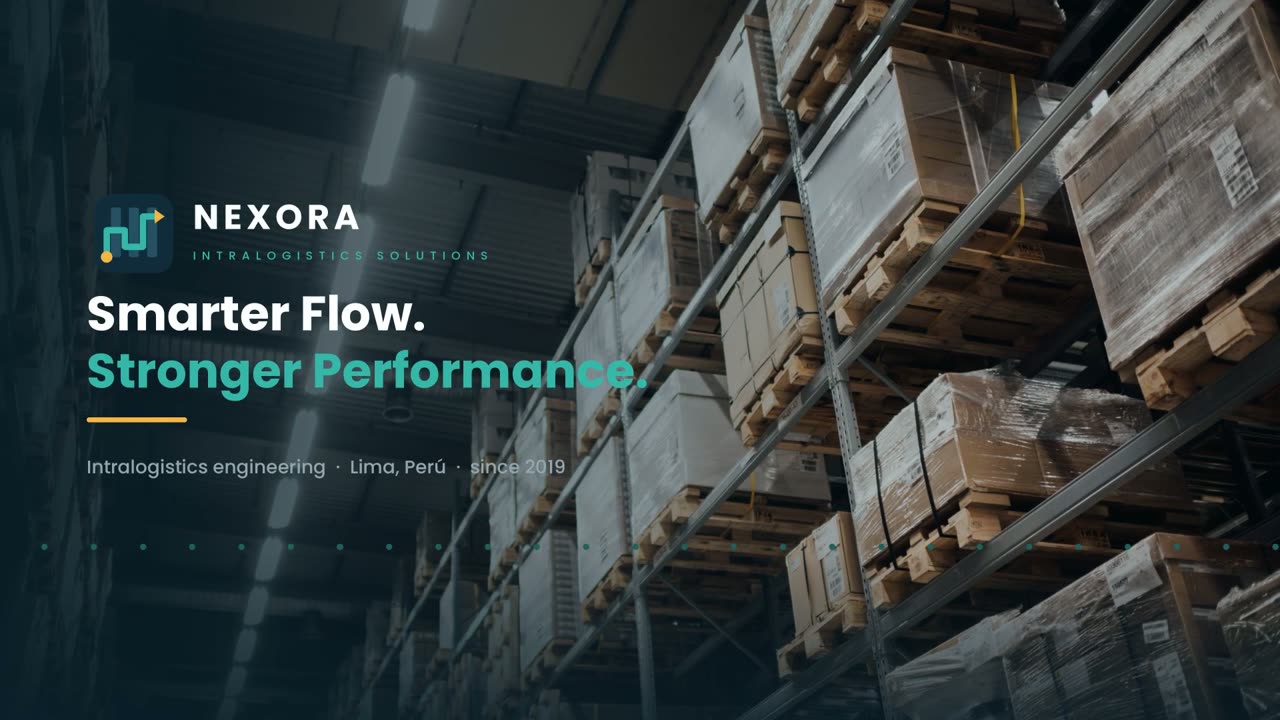 NEXORA
INTRALOGISTICS SOLUTIONS
Smarter Flow.
Stronger Performance.
Intralogistics engineering · Lima, Perú · since 2019